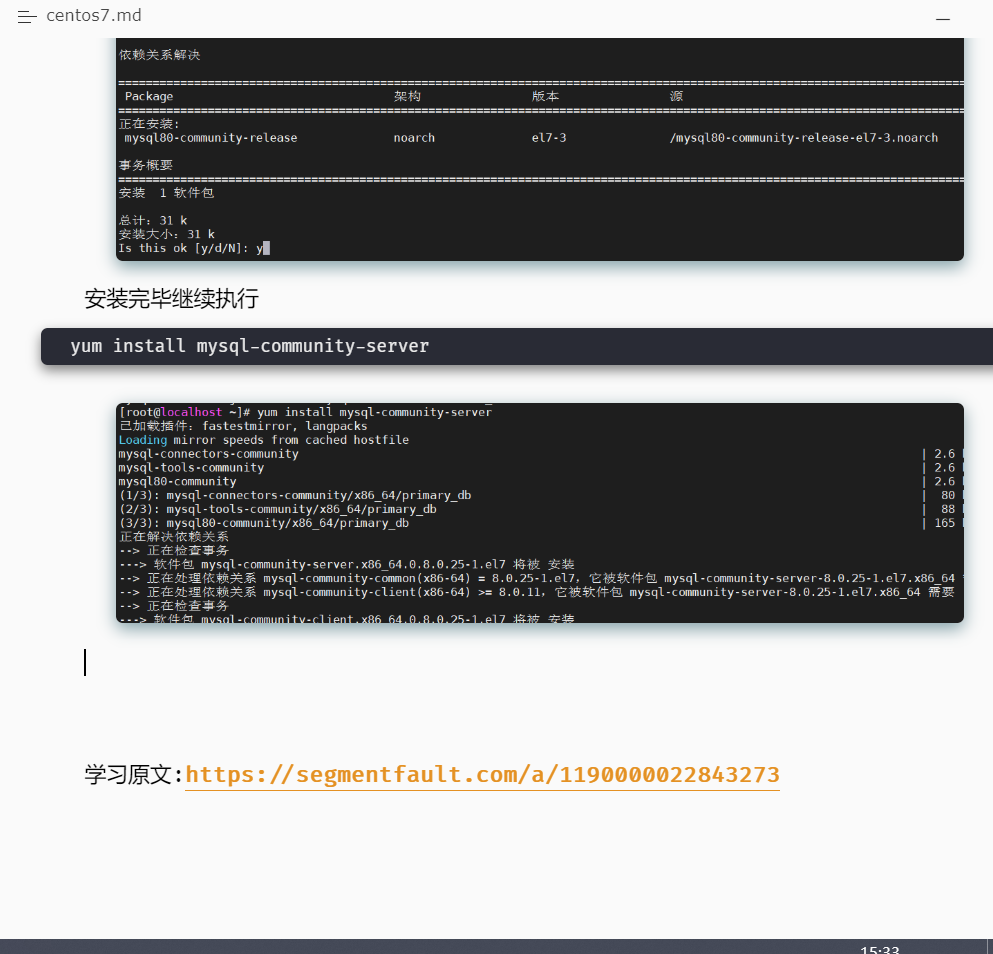 centos7.md
依赖关系解决
Package 架构 版本 源
正在安装:
mysql80-community-release noarch el7-3 /mysql80-community-release-el7-3.noarch
事务概要
安装 1 软件包
总计：31 k
安装大小：31 k
Is this ok [y/d/N]: y
安装完毕继续执行
yum install mysql-community-server
[root@localhost ~]# yum install mysql-community-server
已加载插件：fastestmirror, langpacks
Loading mirror speeds from cached hostfile
mysql-connectors-community | 2.6
mysql-tools-community | 2.6
mysql80-community | 2.6
(1/3): mysql-connectors-community/x86_64/primary_db | 80
(2/3): mysql-tools-community/x86_64/primary_db | 88
(3/3): mysql80-community/x86_64/primary_db | 165
正在解决依赖关系
--> 正在检查事务
---> 软件包 mysql-community-server.x86_64.0.8.0.25-1.el7 将被 安装
--> 正在处理依赖关系 mysql-community-common(x86-64) = 8.0.25-1.el7，它被软件包 mysql-community-server-8.0.25-1.el7.x86_64
--> 正在处理依赖关系 mysql-community-client(x86-64) >= 8.0.11，它被软件包 mysql-community-server-8.0.25-1.el7.x86_64 需要
--> 正在检查事务
---> 软件包 mysql-community-client.x86_64.0.8.0.25-1.el7 将被 安装
学习原文:https://segmentfault.com/a/1190000022843273
15:33